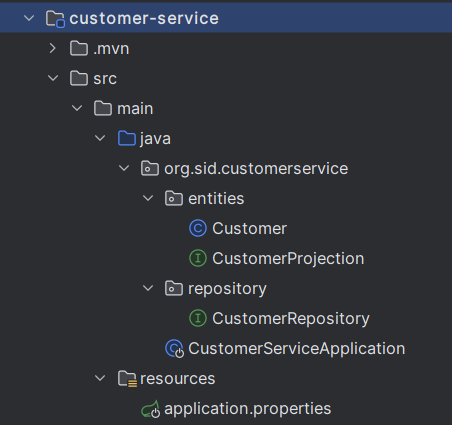 customer-service
.mvn
src
main
java
org.sid.customerservice
entities
C Customer
I CustomerProjection
repository
I CustomerRepository
C CustomerServiceApplication
resources
application.properties